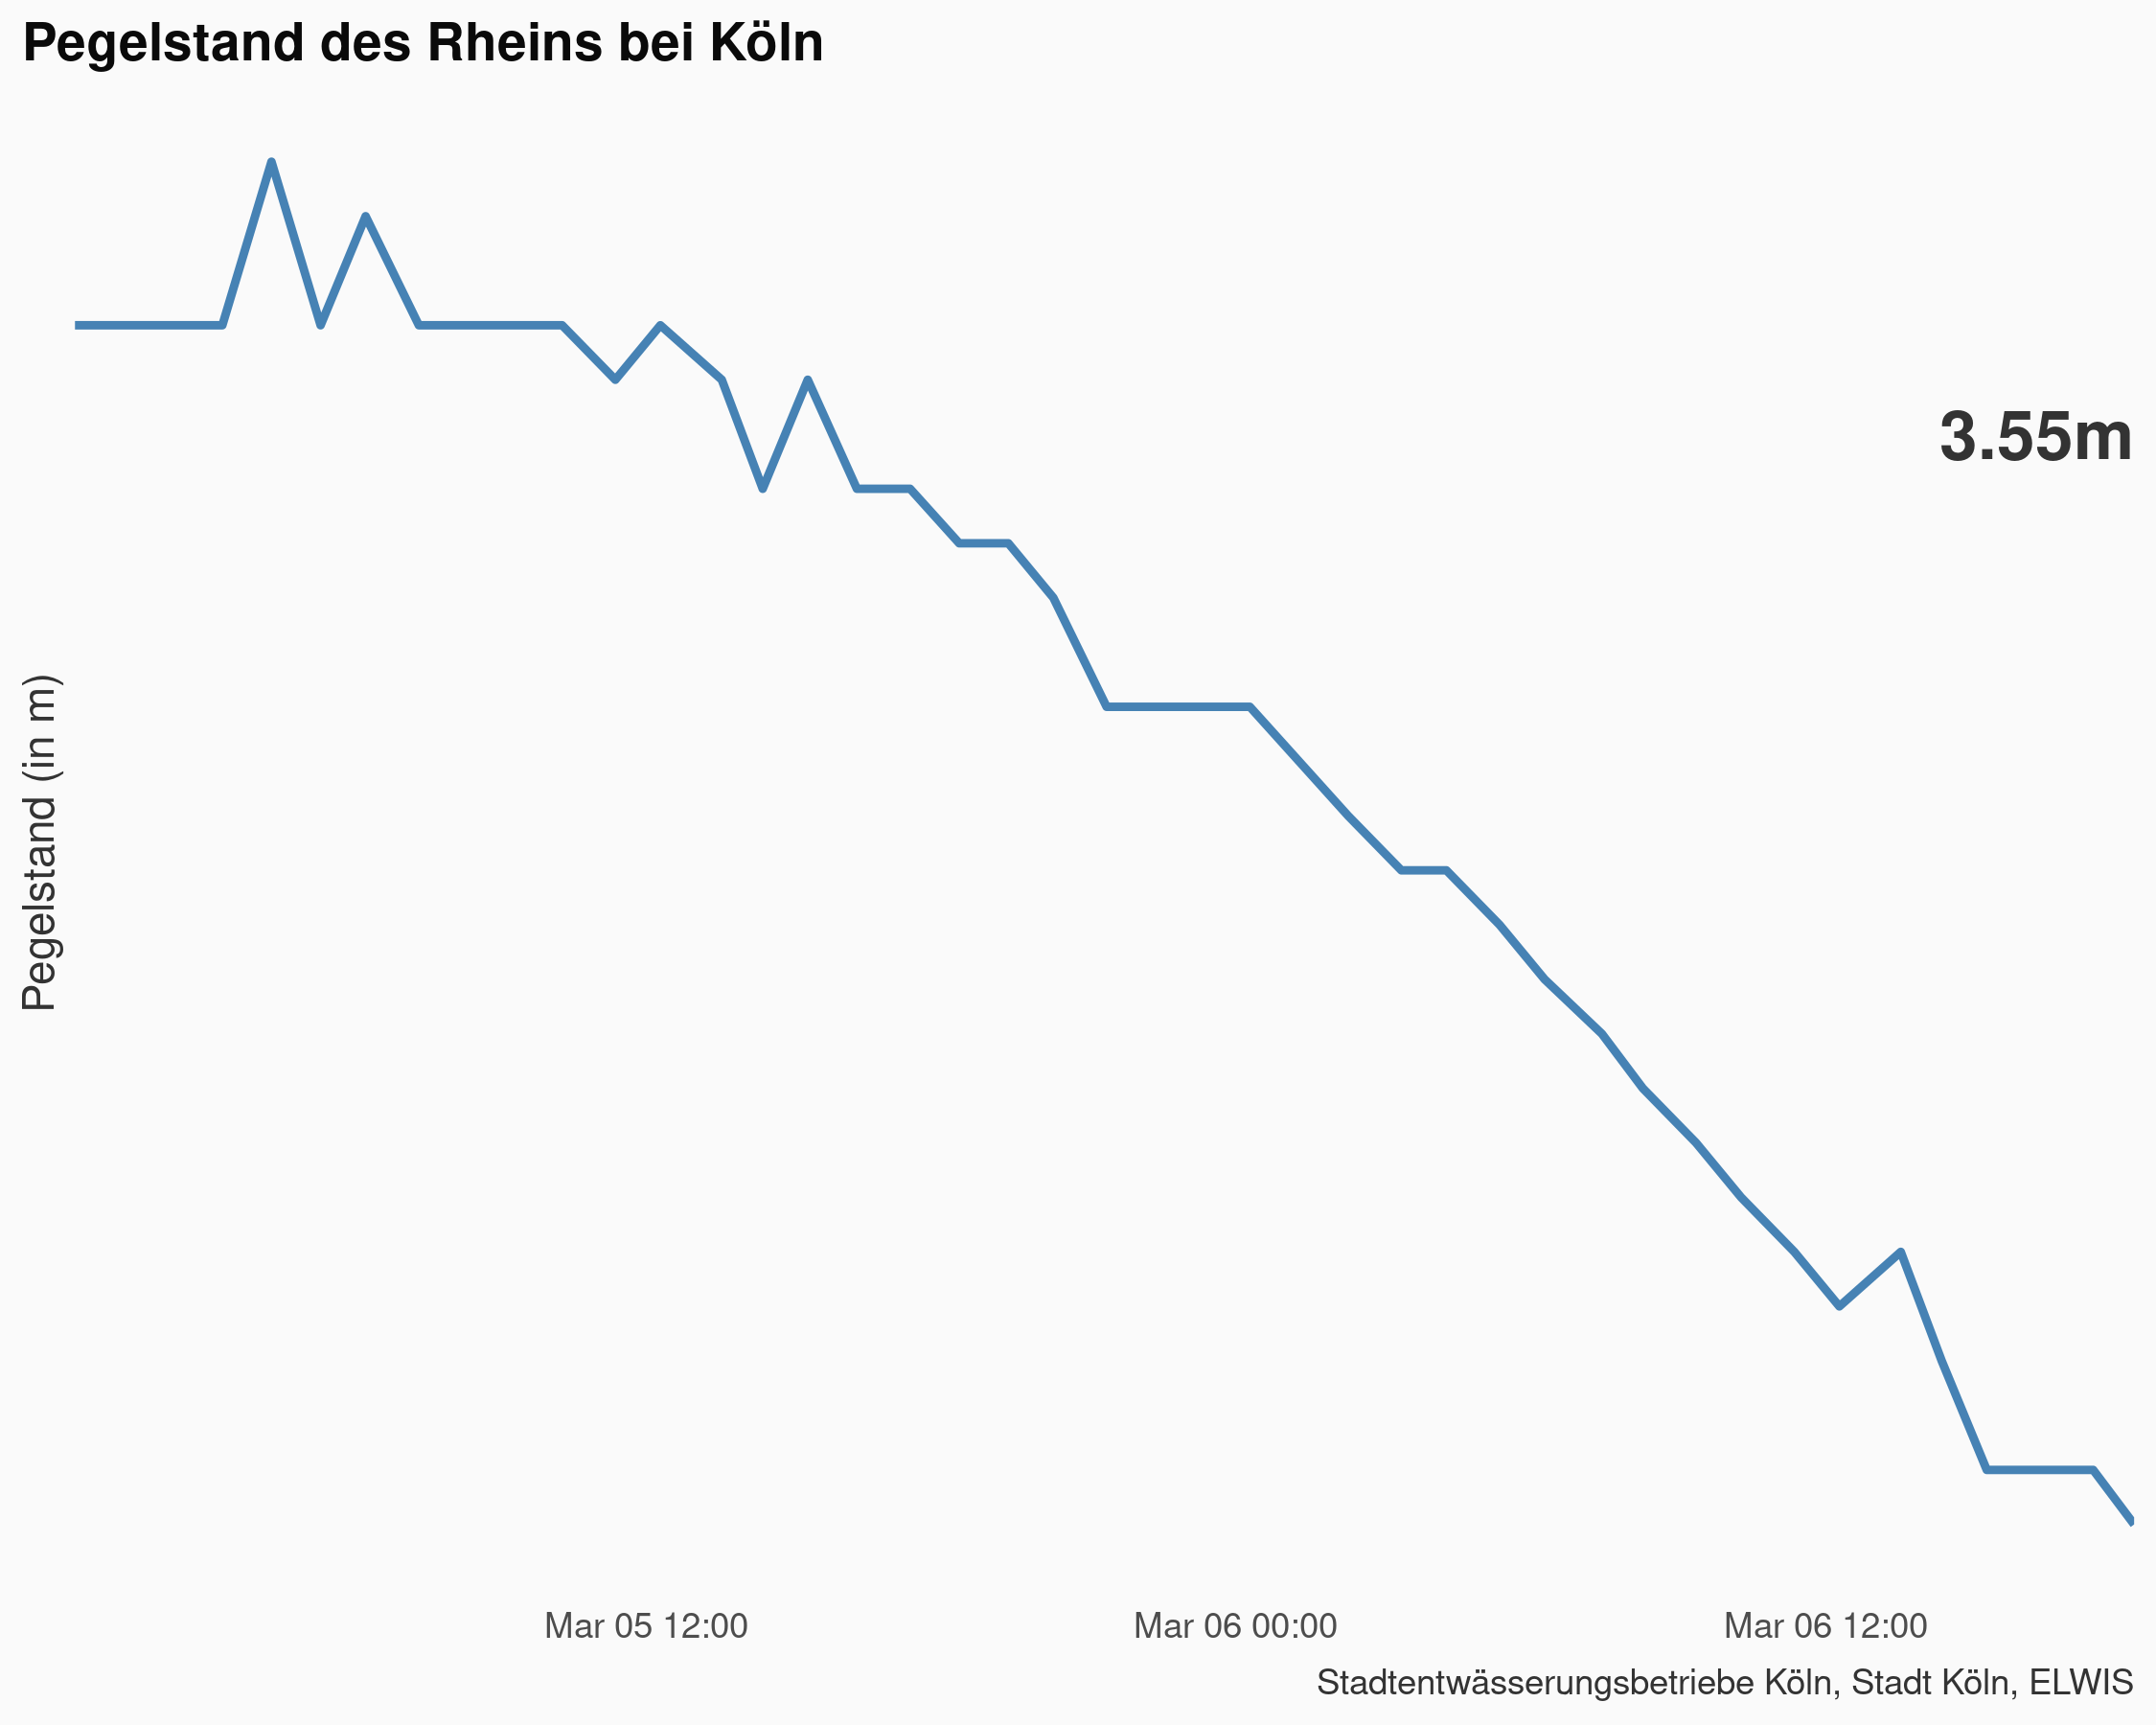 Pegelstand des Rheins bei Köln
3.55m
Pegelstand (in m)
Mar 05 12:00
Mar 06 00:00
Mar 06 12:00
Stadtentwässerungsbetriebe Köln, Stadt Köln, ELWIS